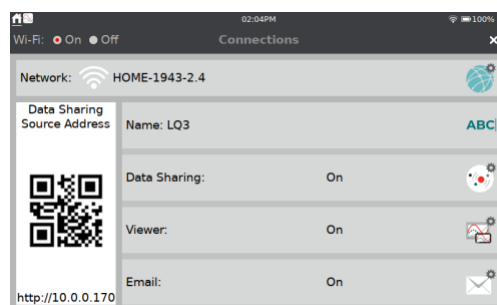 02:04PM
100%
Wi-Fi: On Off
Connections
Network: HOME-1943-2.4
Data Sharing
Source Address
Name: LQ3
ABC
Data Sharing: On
Viewer: On
Email: On
http://10.0.0.170